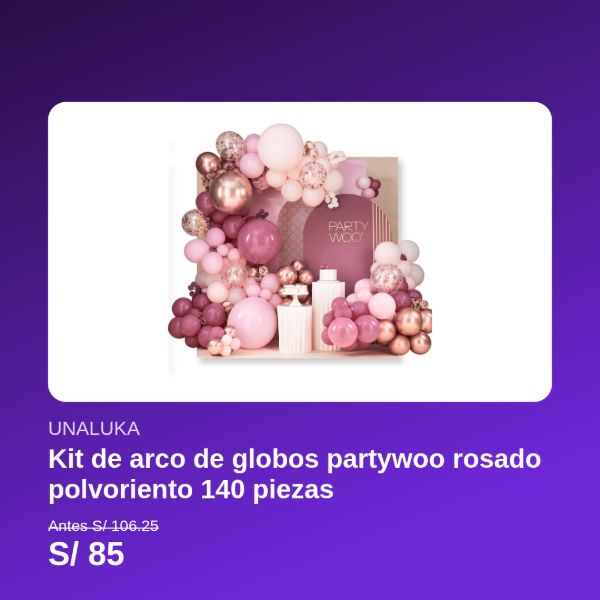 PARTY
WOO
UNALUKA
Kit de arco de globos partywoo rosado
polvoriento 140 piezas
Antes S/ 106.25
S/ 85